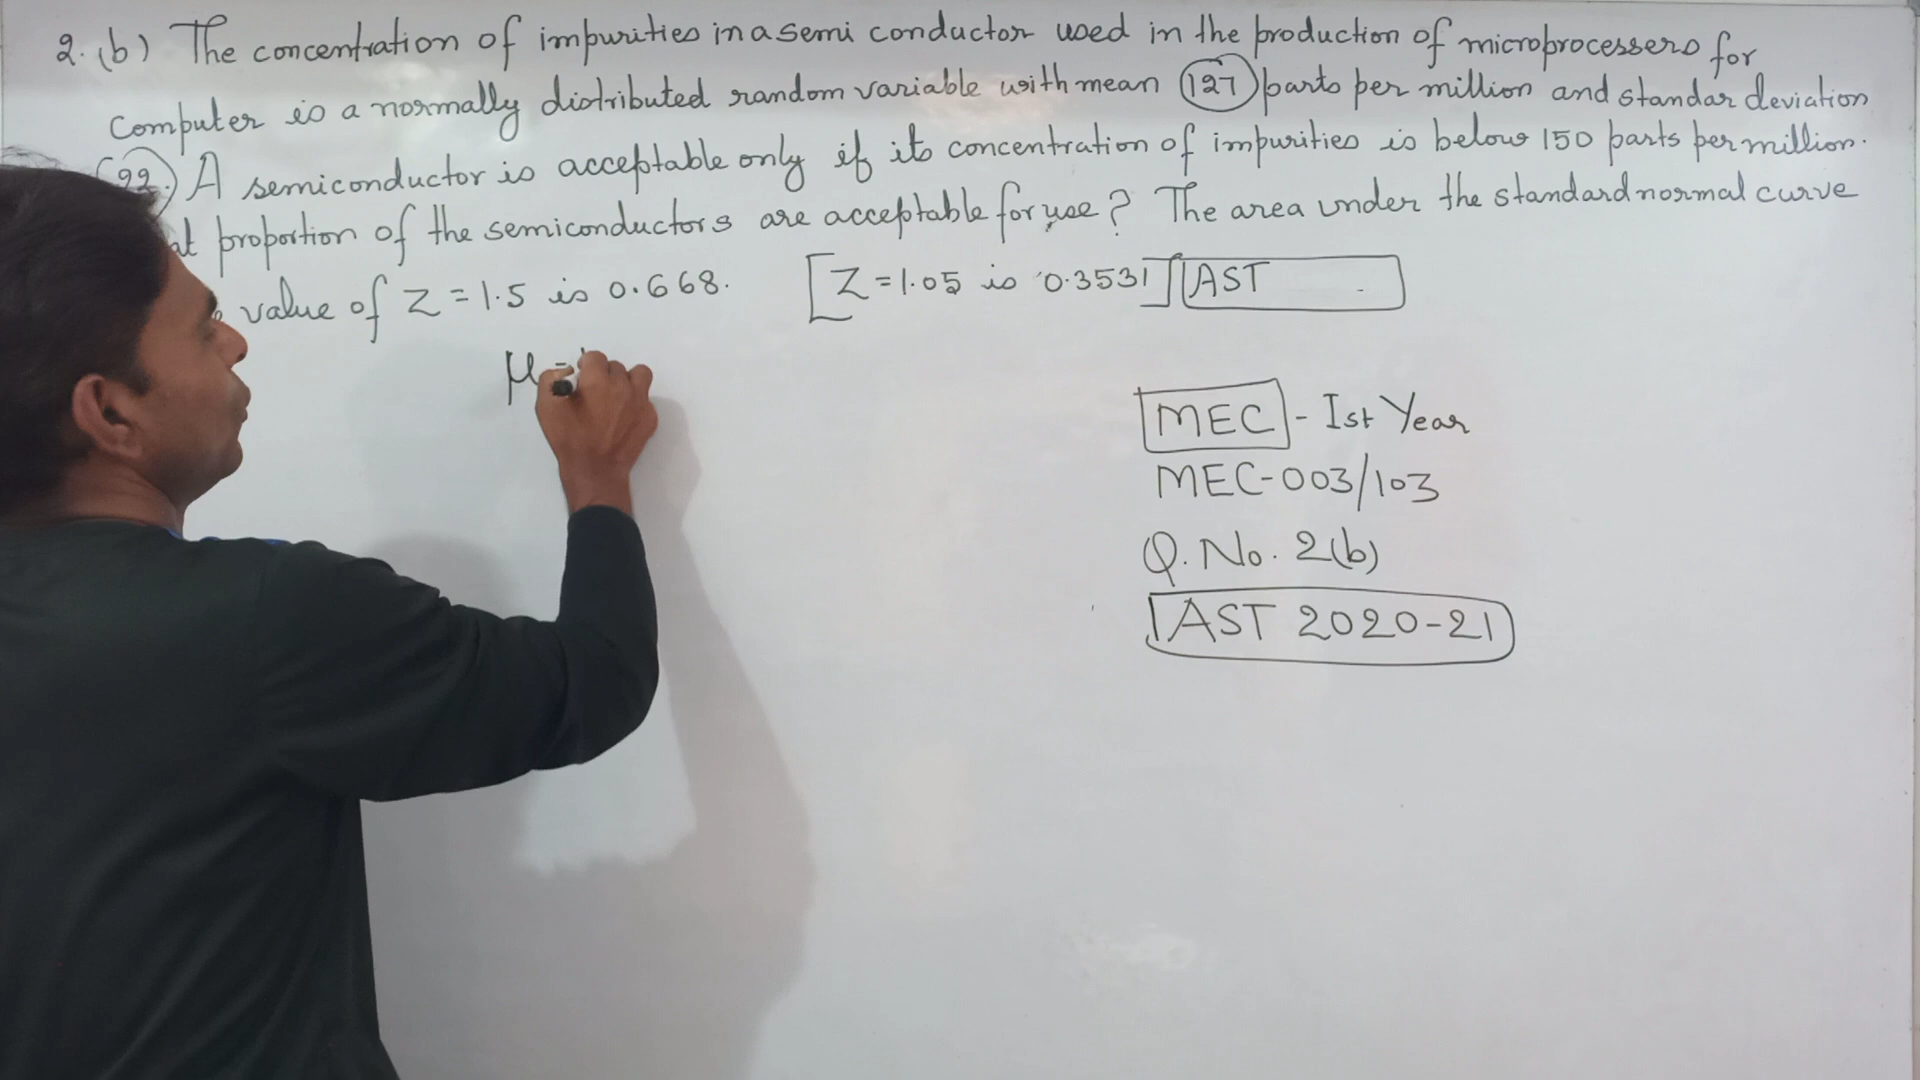 2. (b) The concentration of impurities in a semi conductor used in the production of microprocessers for
Computer is a normally distributed random variable with mean 127 parts per million and standar deviation
(22.) A semiconductor is acceptable only if its concentration of impurities is below 150 parts per million.
at proportion of the semiconductors are acceptable for use? The area under the standard normal curve
value of Z = 1.5 is 0.668. [Z = 1.05 is 0.3531] AST
μ =
MEC - Ist Year
MEC-003/103
Q. No. 2(b)
AST 2020-21